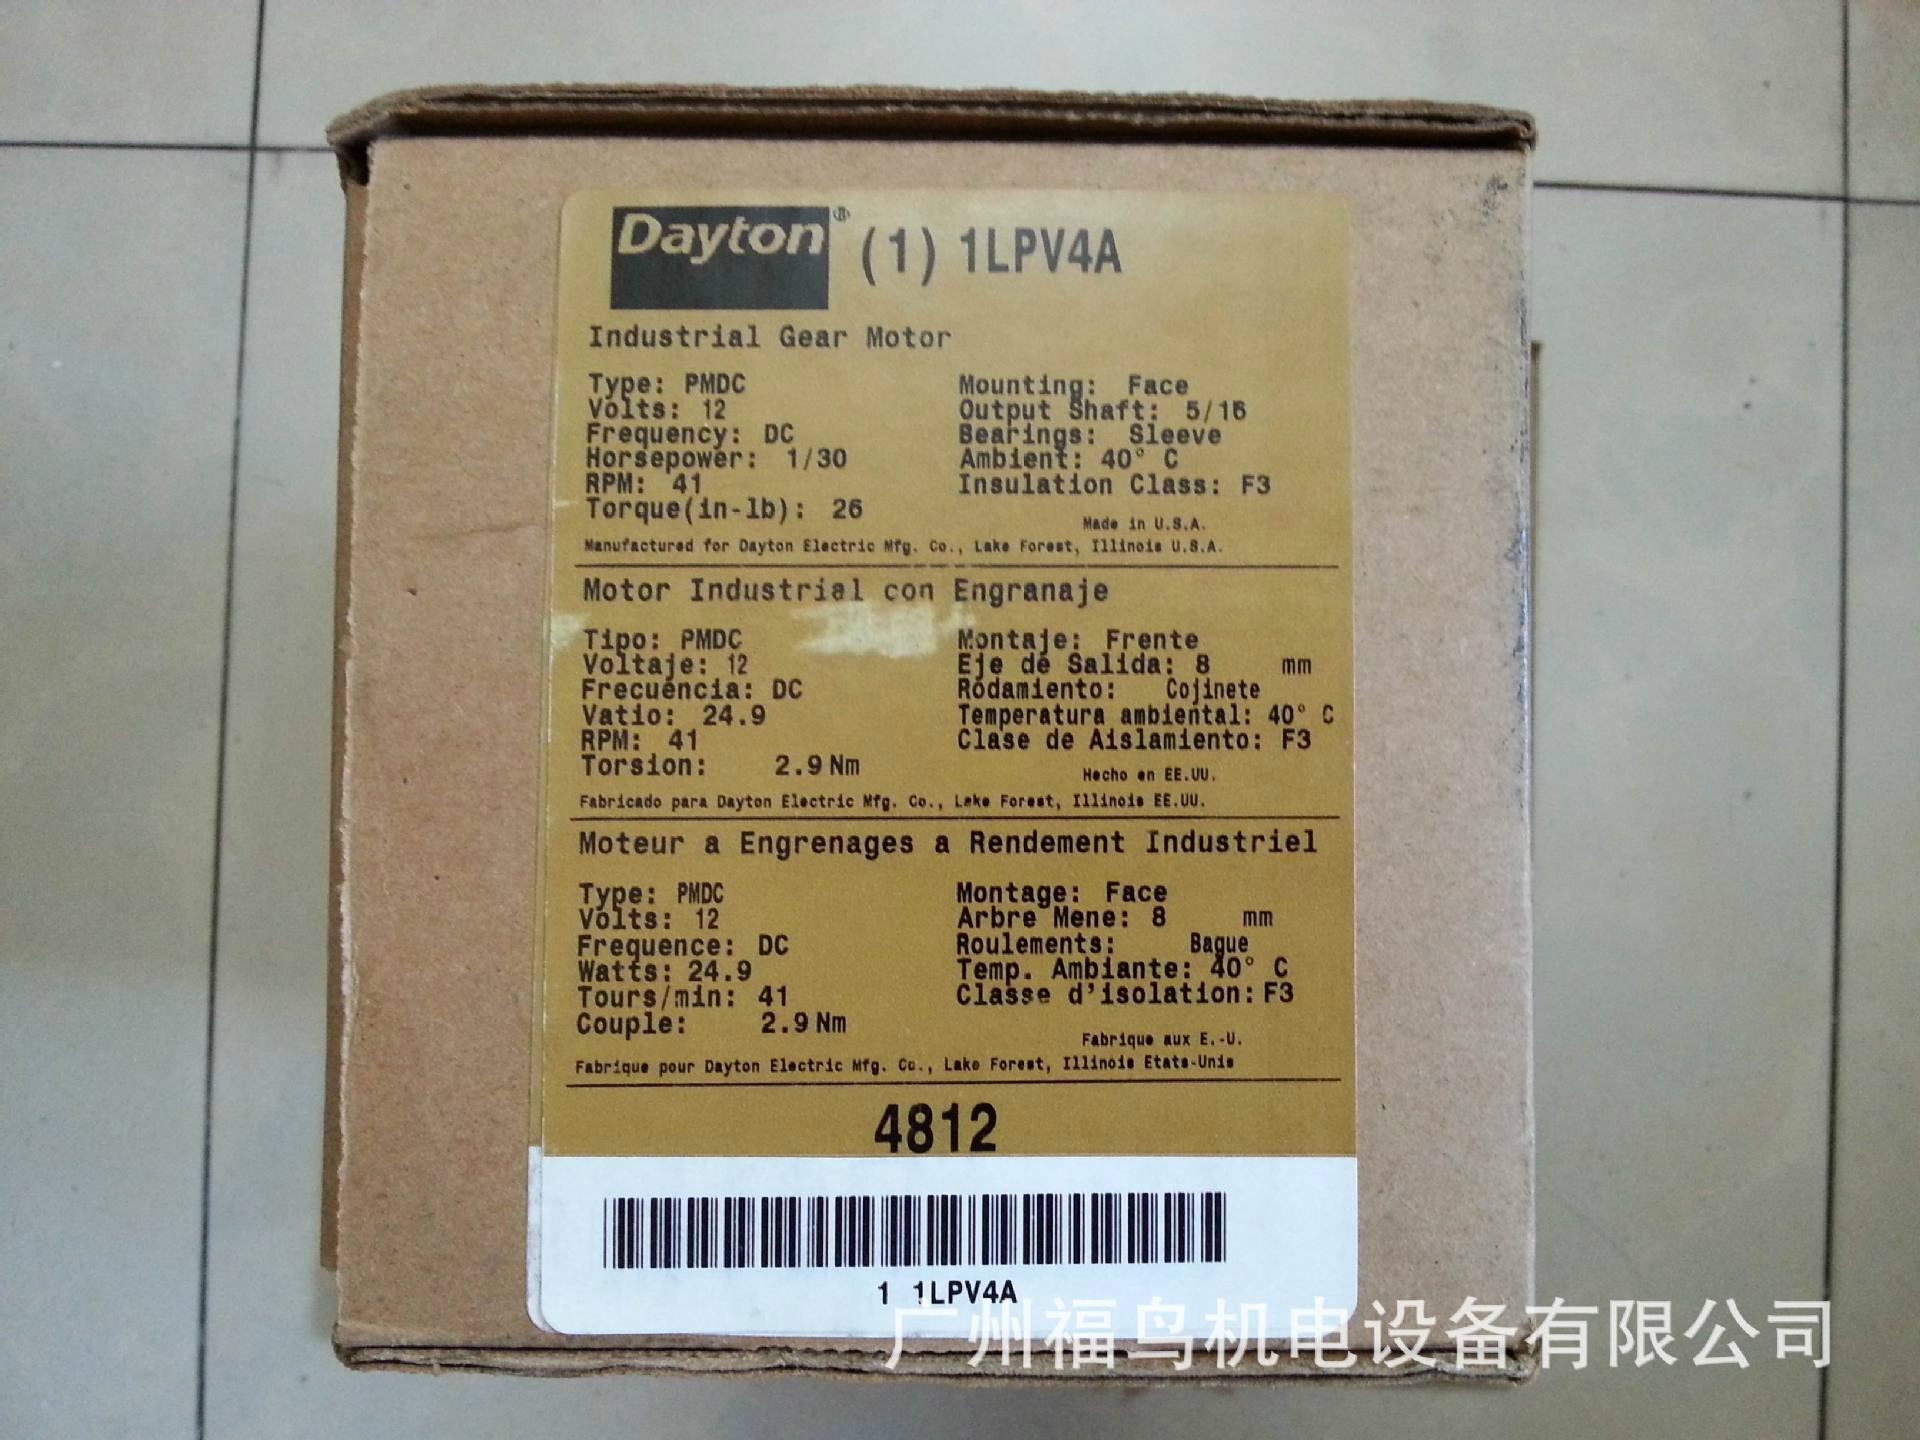 Dayton® (1) 1LPV4A
Industrial Gear Motor
Type: PMDC
Volts: 12
Frequency: DC
Horsepower: 1/30
RPM: 41
Torque(in-lb): 26
Mounting: Face
Output Shaft: 5/16
Bearings: Sleeve
Ambient: 40° C
Insulation Class: F3
Made in U.S.A.
Manufactured for Dayton Electric Mfg. Co., Lake Forest, Illinois U.S.A.
Motor Industrial con Engranaje
Tipo: PMDC
Voltaje: 12
Frecuencia: DC
Vatio: 24.9
RPM: 41
Torsion: 2.9 Nm
Montaje: Frente
Eje de Salida: 8 mm
Rodamiento: Cojinete
Temperatura ambiental: 40° C
Clase de Aislamiento: F3
Hecho en EE.UU.
Fabricado para Dayton Electric Mfg. Co., Lake Forest, Illinois EE.UU.
Moteur a Engrenages a Rendement Industriel
Type: PMDC
Volts: 12
Frequence: DC
Watts: 24.9
Tours/min: 41
Couple: 2.9 Nm
Montage: Face
Arbre Mene: 8 mm
Roulements: Bague
Temp. Ambiante: 40° C
Classe d'isolation: F3
Fabrique aux E.-U.
Fabrique pour Dayton Electric Mfg. Co., Lake Forest, Illinois Etats-Unis
4812
1 1LPV4A
广州福鸟机电设备有限公司